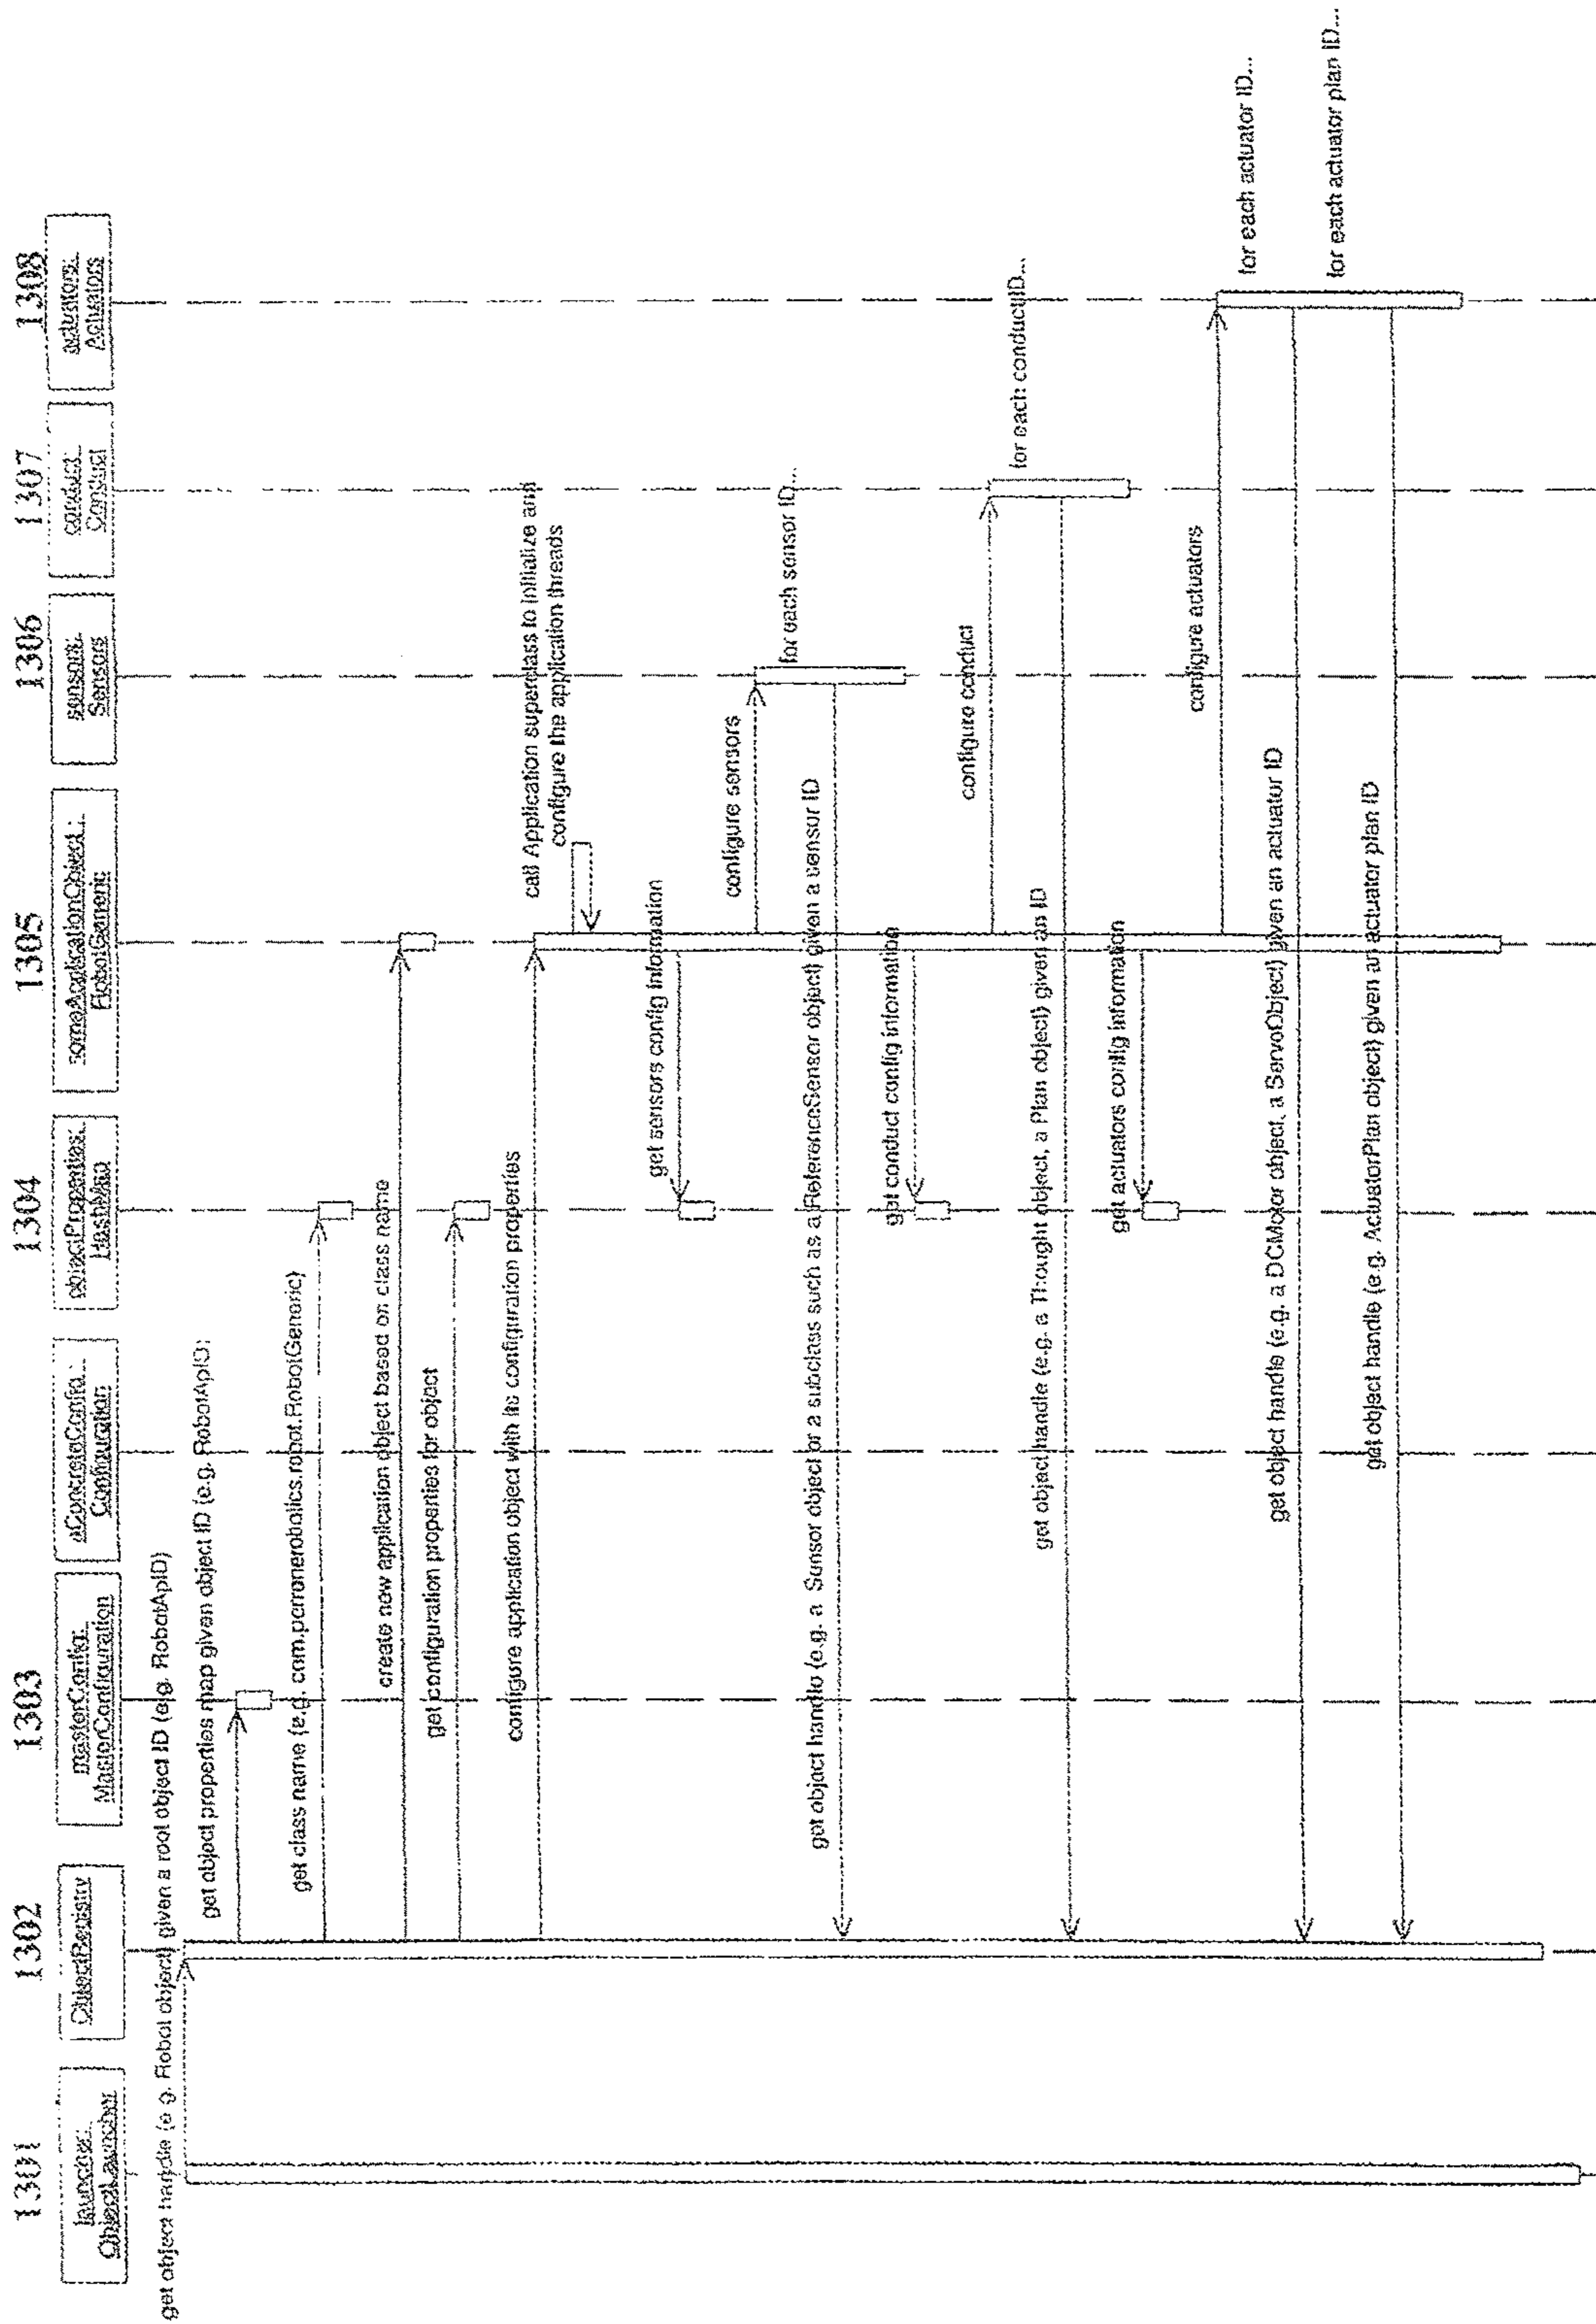 1301
launcher:
ObjectLauncher
1302
ObjectRegistry
1303
masterConfig:
MasterConfiguration
aConcreteConfig :
Configuration
1304
objectProperties:
HashMap
1305
someApplicationObject :
RobotGeneric
1306
sensors:
Sensors
1307
conduct:
Conduct
1308
actuators:
Actuators
get object handle (e.g. Robot object) given a root object ID (e.g. RobotApID)
get object properties map given object ID (e.g. RobotApID)
get class name (e.g. com.perronerobotics.robot.RobotGeneric)
create new application object based on class name
get configuration properties for object
configure application object with its configuration properties
call Application superclass to initialize and
configure the application threads
get sensors config information
configure sensors
for each sensor ID...
get object handle (e.g. a Sensor object or a subclass such as a ReferenceSensor object) given a sensor ID
get conduct config information
configure conduct
for each conduct ID...
get object handle (e.g. a Thought object, a Plan object) given an ID
get actuators config information
configure actuators
for each actuator ID...
get object handle (e.g. a DCMotor object, a ServoObject) given an actuator ID
for each actuator plan ID...
get object handle (e.g. ActuatorPlan object) given an actuator plan ID